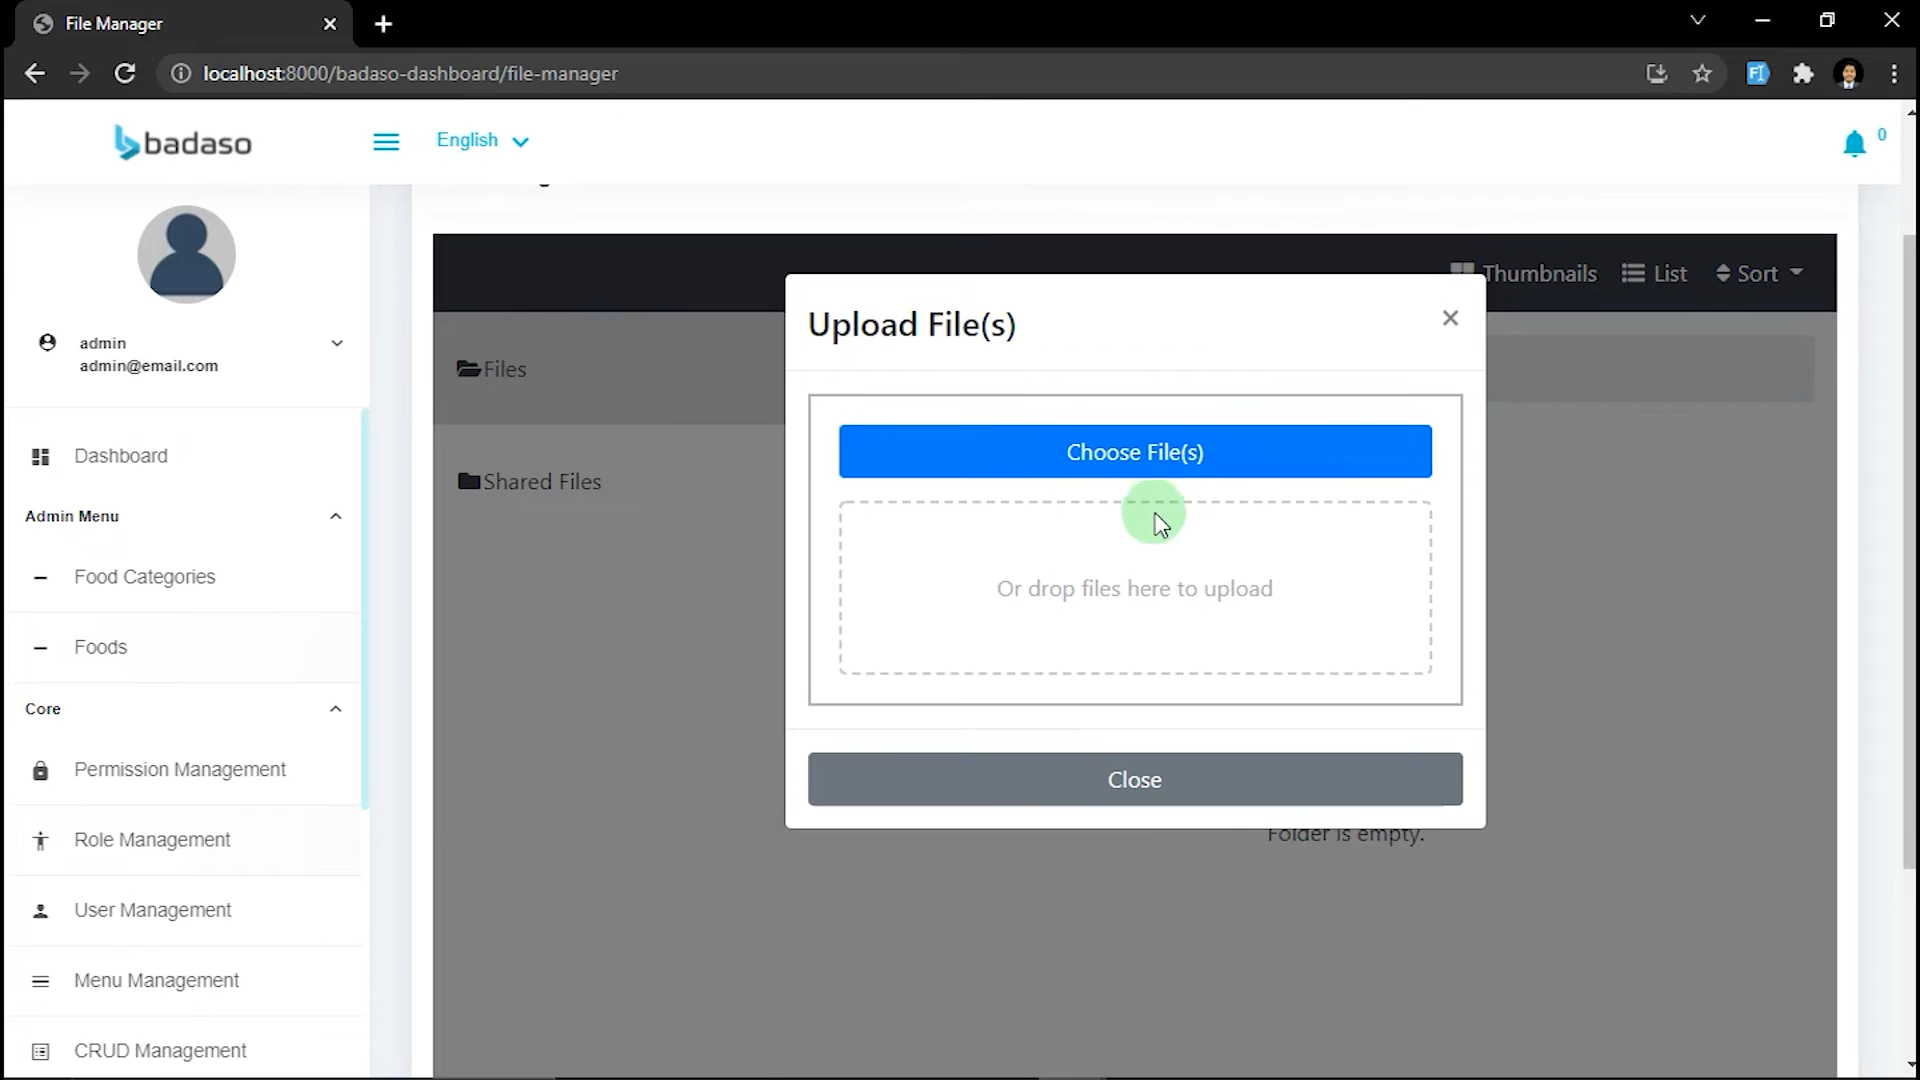 File Manager
localhost:8000/badaso-dashboard/file-manager
FI
badaso
English
0
admin
admin@email.com
Dashboard
Admin Menu
Food Categories
Foods
Core
Permission Management
Role Management
User Management
Menu Management
CRUD Management
Thumbnails
List
Sort
Files
Shared Files
Upload File(s)
Choose File(s)
Or drop files here to upload
Close
Folder is empty.